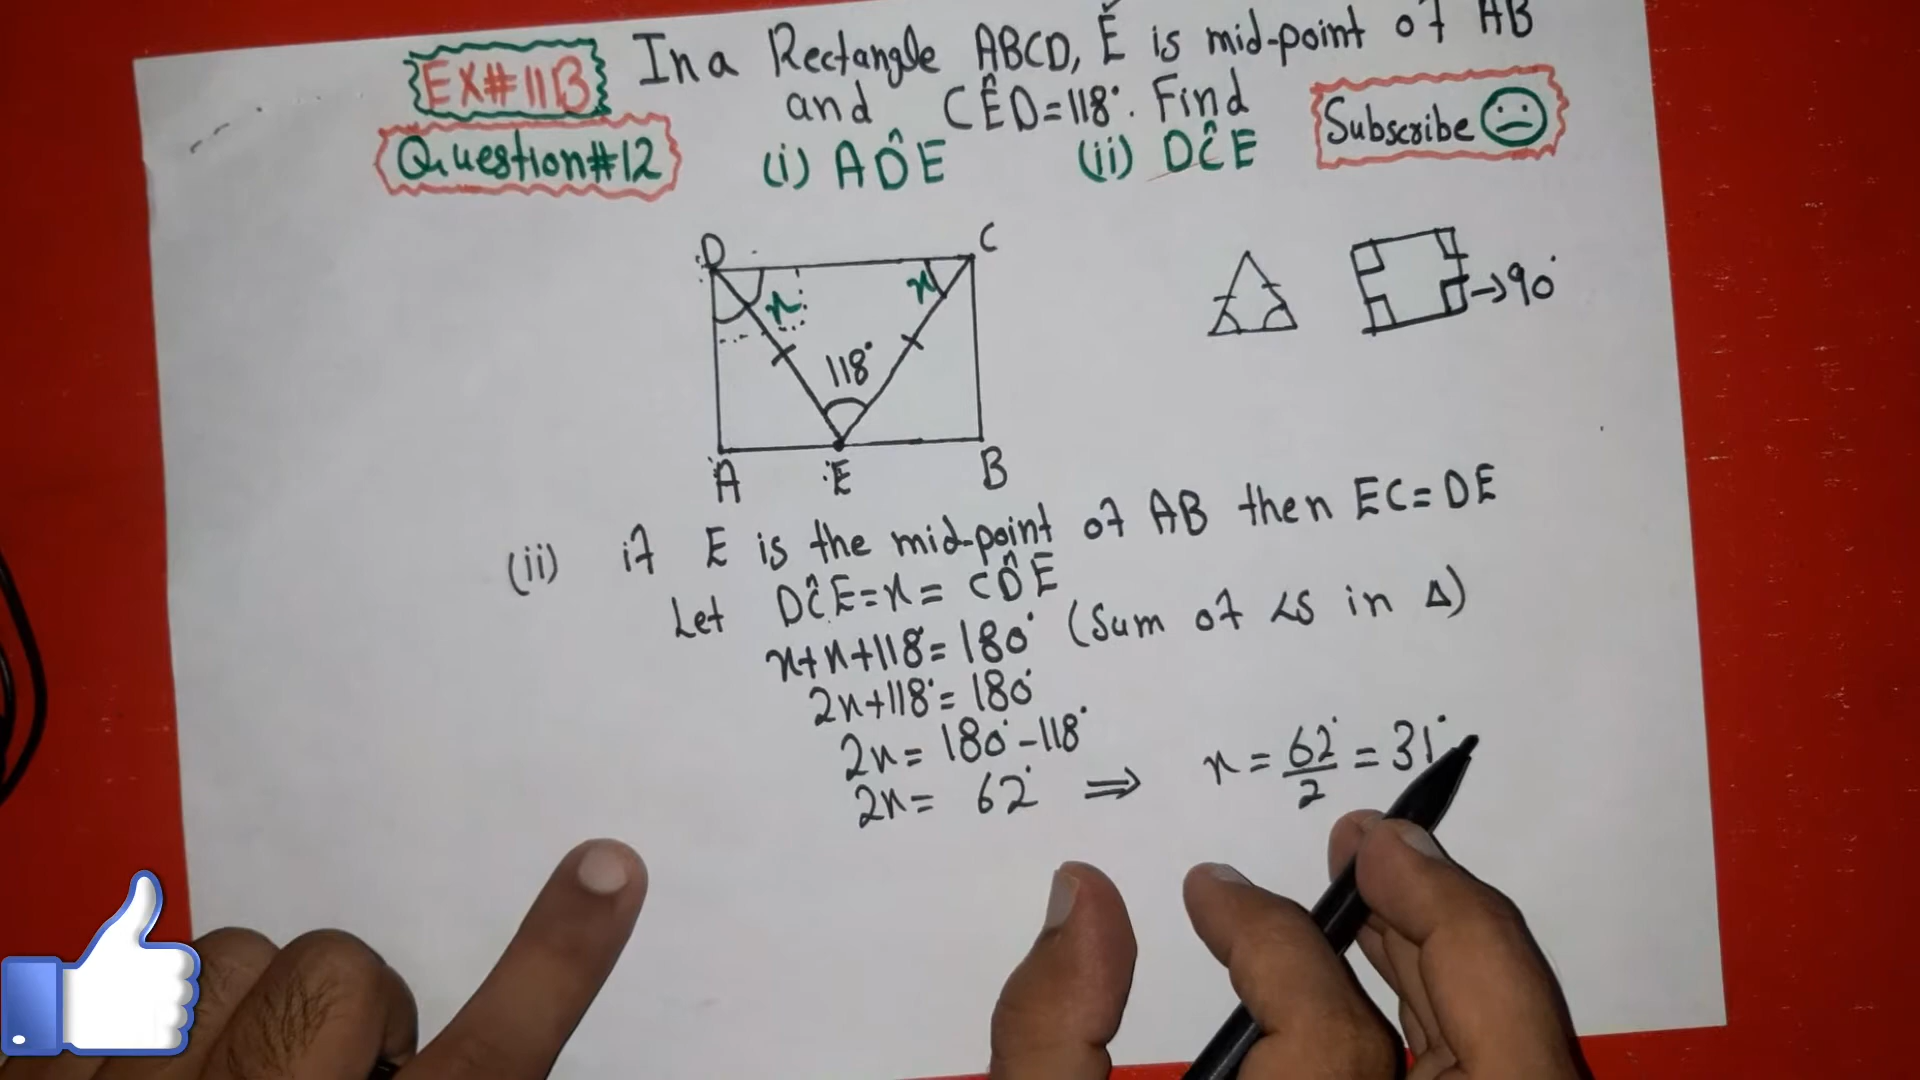 EX#11B
Question#12
In a Rectangle ABCD, E is mid-point of AB
and CÊD=118°. Find
(i) AD̂E (ii) DĈE
Subscribe
D C
x x
118°
A E B
→90°
(ii) if E is the mid-point of AB then EC=DE
Let DĈE=x=CD̂E
x+x+118°=180° (Sum of ∠s in Δ)
2x+118°=180°
2x=180°-118°
2x= 62° ⇒ x=62°/2=31°